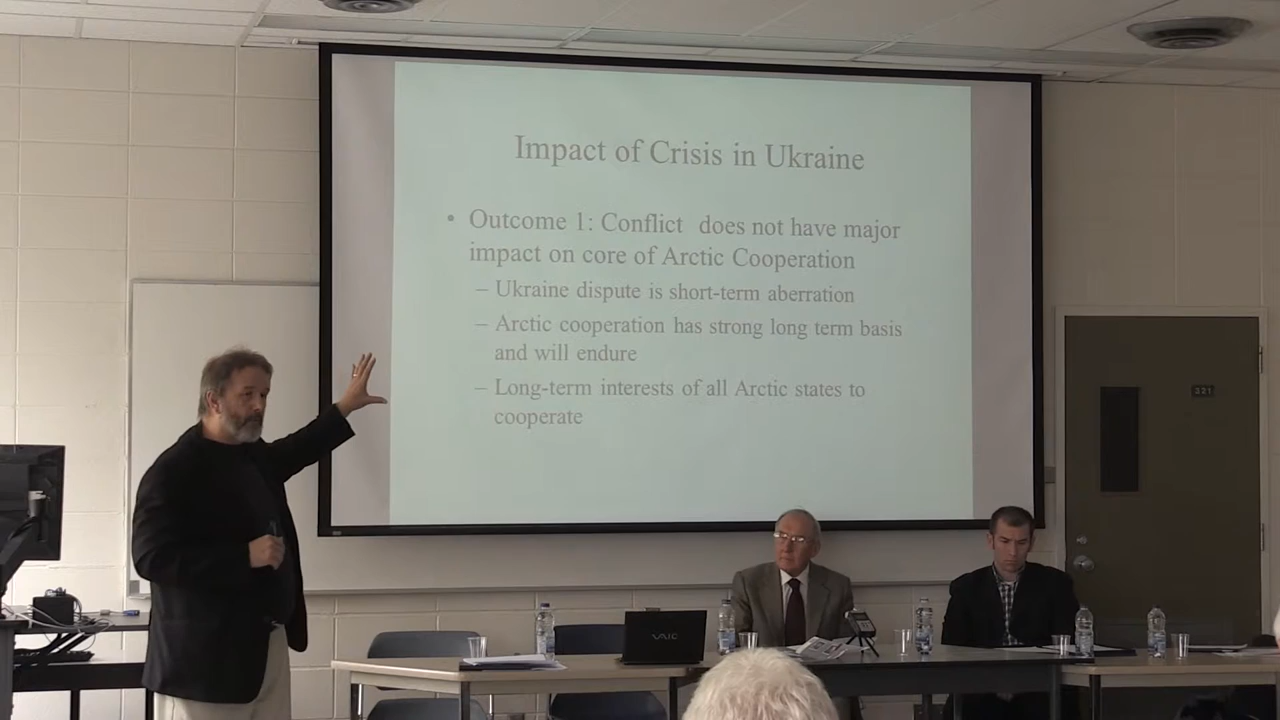 Impact of Crisis in Ukraine
• Outcome 1: Conflict does not have major
impact on core of Arctic Cooperation
– Ukraine dispute is short-term aberration
– Arctic cooperation has strong long term basis
and will endure
– Long-term interests of all Arctic states to
cooperate
321
VAIO